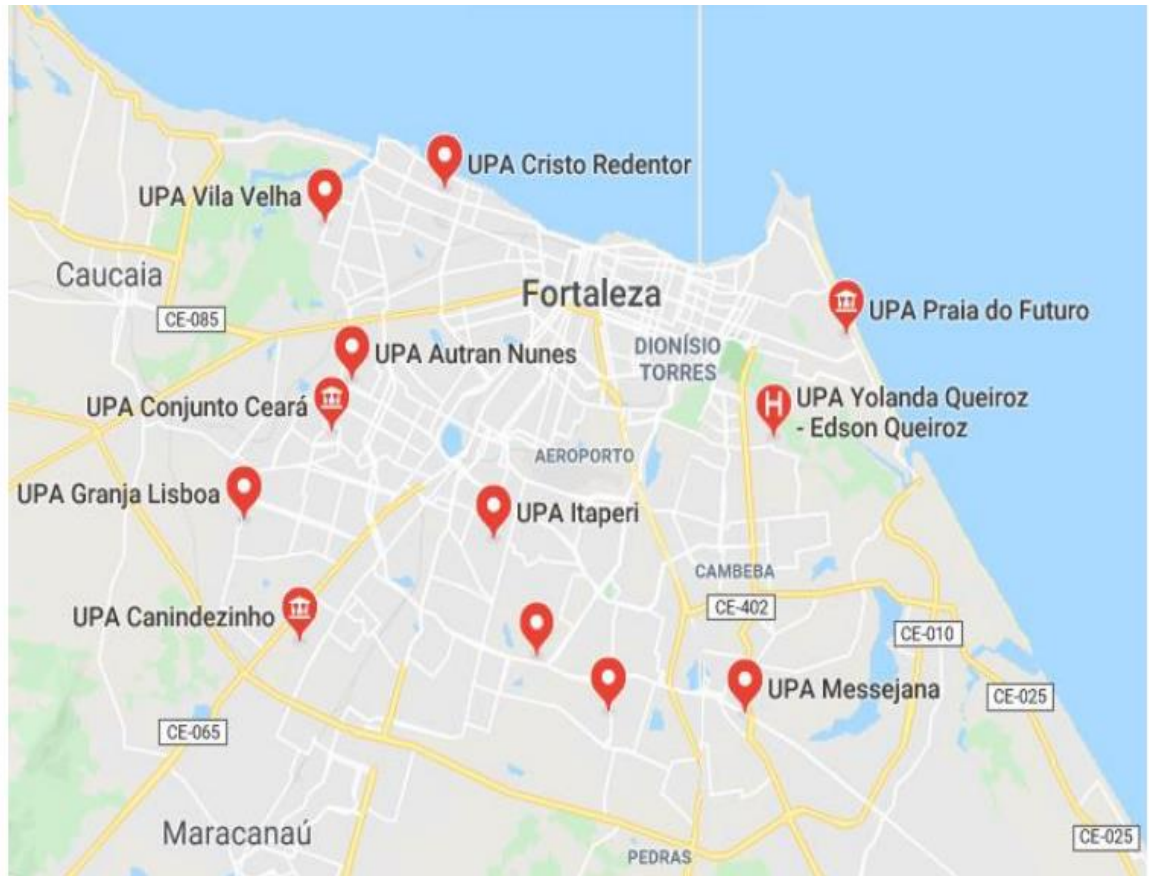 UPA Cristo Redentor
UPA Vila Velha
Caucaia
Fortaleza
UPA Praia do Futuro
CE-085
DIONÍSIO
TORRES
UPA Autran Nunes
UPA Conjunto Ceará
UPA Yolanda Queiroz
- Edson Queiroz
H
AEROPORTO
UPA Granja Lisboa
UPA Itaperi
CAMBEBA
UPA Canindezinho
CE-402
CE-010
UPA Messejana
CE-025
CE-065
Maracanaú
CE-025
PEDRAS